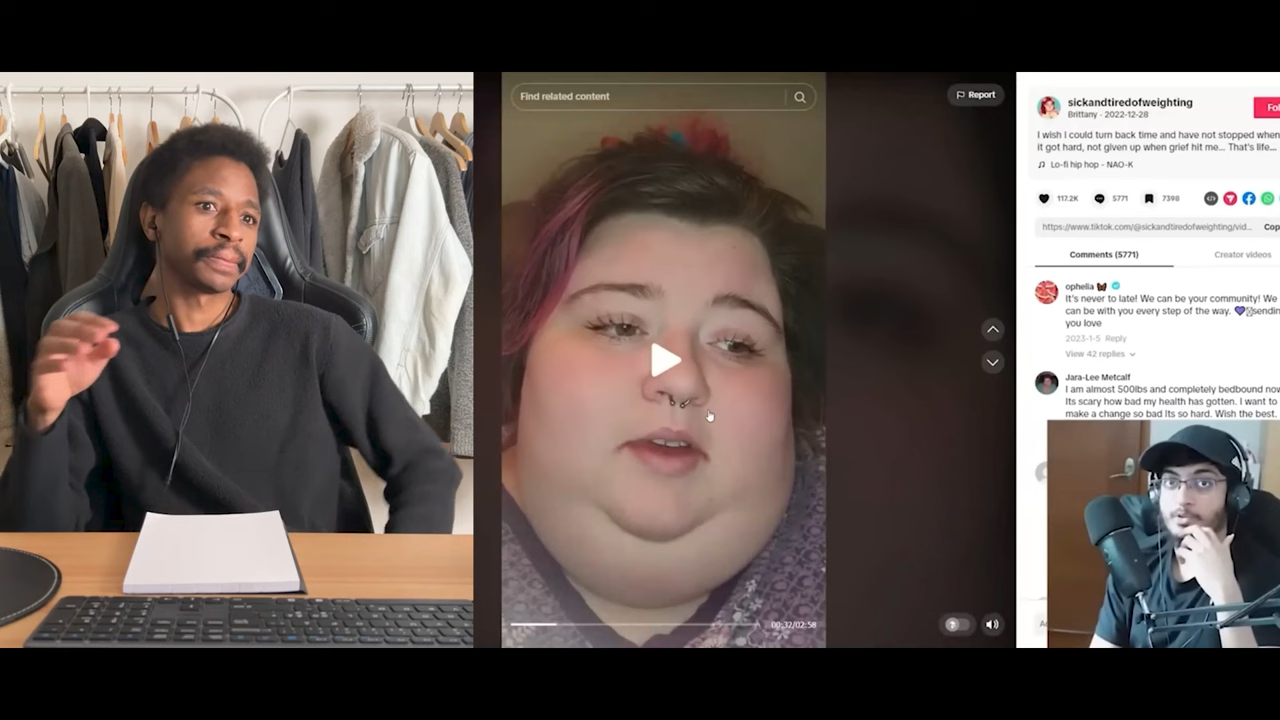 Find related content
Report
00:32/02:58
sickandtiredofweighting
Brittany - 2022-12-28
Fol
I wish I could turn back time and have not stopped when
it got hard, not given up when grief hit me... That's life...
Lo-fi hip hop - NAO-K
117.2K 5771 7398
https://www.tiktok.com/@sickandtiredofweighting/vid... Cop
Comments (5771) Creator videos
ophelia
It's never to late! We can be your community! We
can be with you every step of the way. 💜sending
you love
2023-1-5 Reply
View 42 replies
Jara-Lee Metcalf
I am almost 500lbs and completely bedbound now
Its scary how bad my health has gotten. I want to
make a change so bad Its so hard. Wish the best.